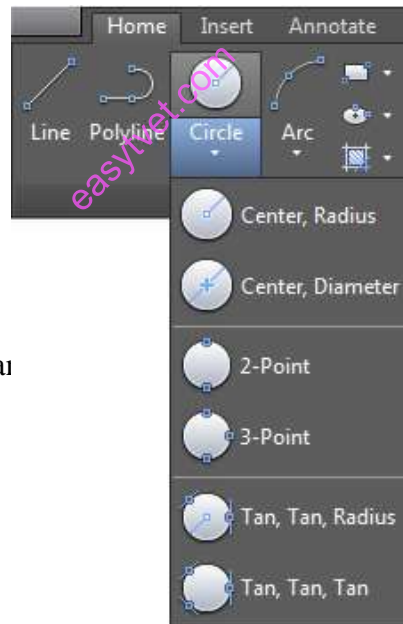 Home Insert Annotate
Line Polyline Circle Arc
easytvet.com
Center, Radius
Center, Diameter
2-Point
3-Point
Tan, Tan, Radius
Tan, Tan, Tan